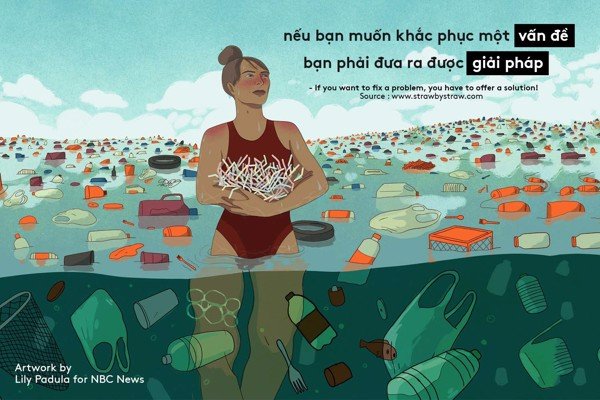 nếu bạn muốn khắc phục một vấn đề
bạn phải đưa ra được giải pháp
- If you want to fix a problem, you have to offer a solution!
Source : www.strawbystraw.com
Artwork by
Lily Padula for NBC News